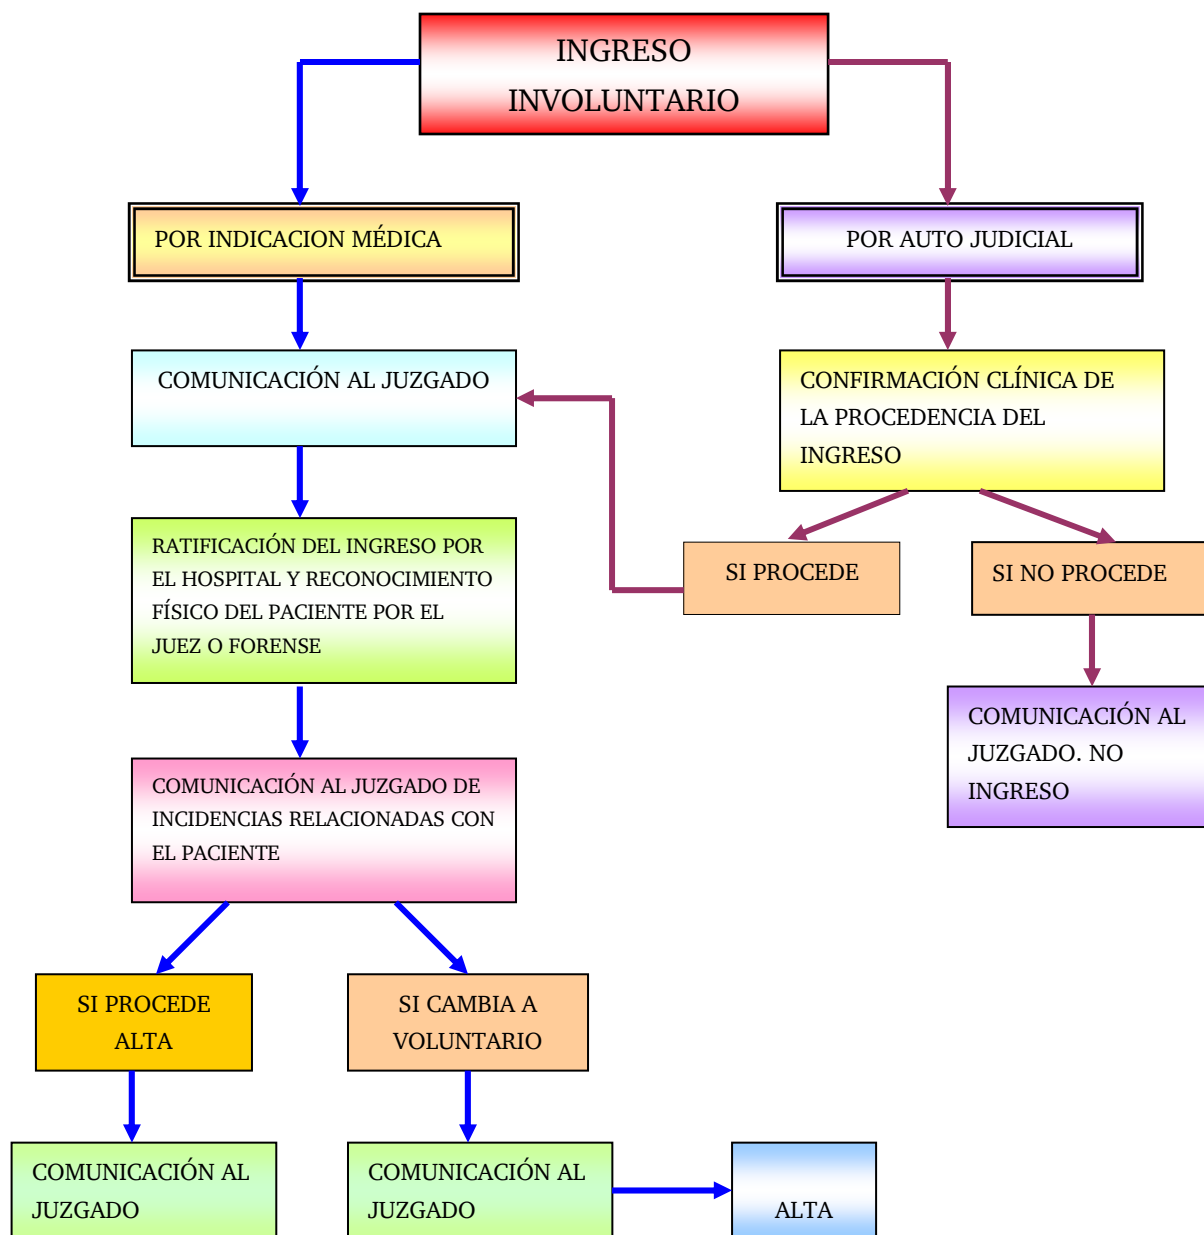 INGRESO
INVOLUNTARIO
POR INDICACION MÉDICA
POR AUTO JUDICIAL
COMUNICACIÓN AL JUZGADO
CONFIRMACIÓN CLÍNICA DE
LA PROCEDENCIA DEL
INGRESO
RATIFICACIÓN DEL INGRESO POR
EL HOSPITAL Y RECONOCIMIENTO
FÍSICO DEL PACIENTE POR EL
JUEZ O FORENSE
SI PROCEDE
SI NO PROCEDE
COMUNICACIÓN AL
JUZGADO. NO
INGRESO
COMUNICACIÓN AL JUZGADO DE
INCIDENCIAS RELACIONADAS CON
EL PACIENTE
SI PROCEDE
ALTA
SI CAMBIA A
VOLUNTARIO
COMUNICACIÓN AL
JUZGADO
COMUNICACIÓN AL
JUZGADO
ALTA